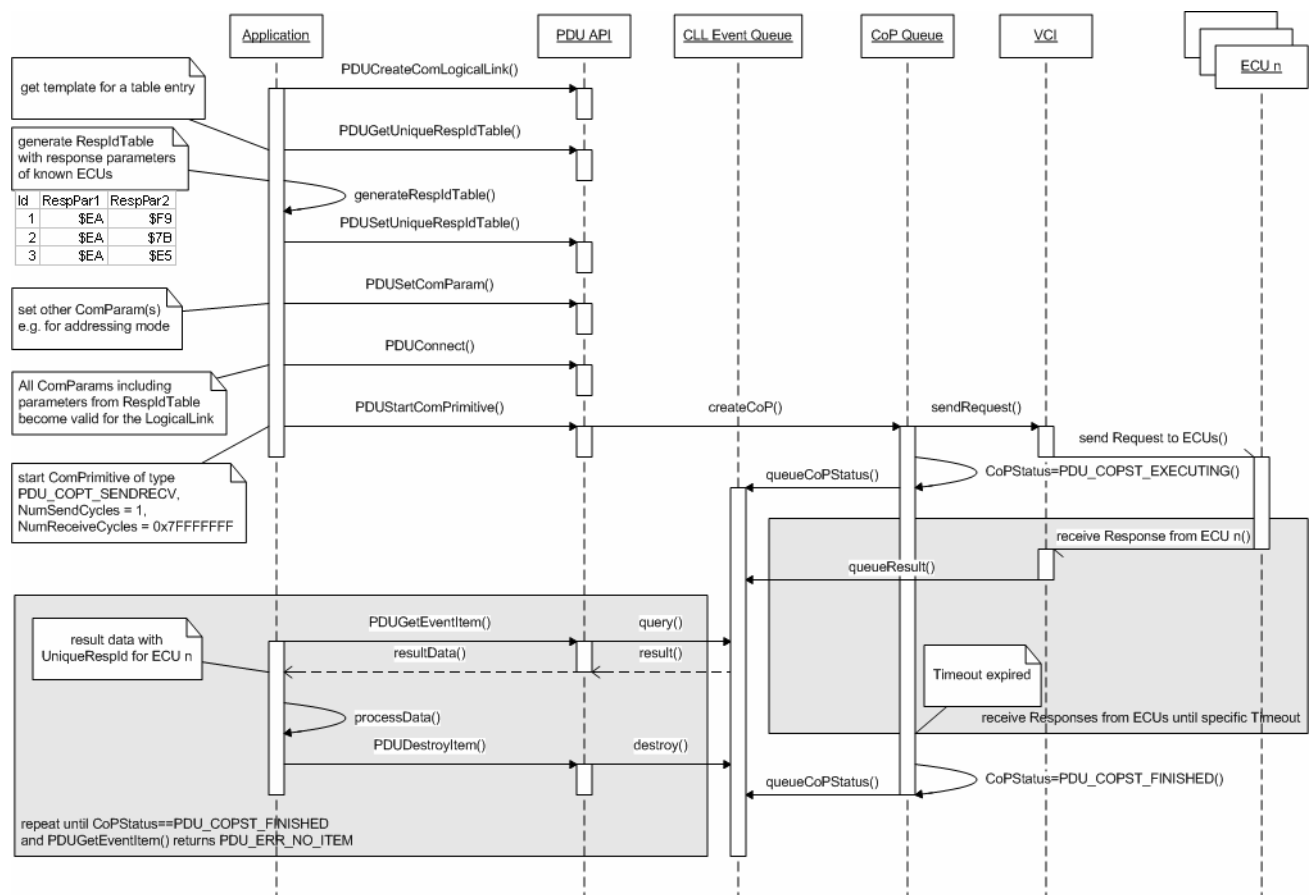 Application
PDU API
CLL Event Queue
CoP Queue
VCI
ECU n
get template for a table entry
PDUCreateComLogicalLink()
PDUGetUniqueRespIdTable()
generate RespIdTable
with response parameters
of known ECUs
generateRespIdTable()
Id RespPar1 RespPar2
1 $EA $F9
2 $EA $7B
3 $EA $E5
PDUSetUniqueRespIdTable()
PDUSetComParam()
set other ComParam(s)
e.g. for addressing mode
PDUConnect()
All ComParams including
parameters from RespIdTable
become valid for the LogicalLink
PDUStartComPrimitive()
createCoP()
sendRequest()
send Request to ECUs()
start ComPrimitive of type
PDU_COPT_SENDRECV,
NumSendCycles = 1,
NumReceiveCycles = 0x7FFFFFFF
CoPStatus=PDU_COPST_EXECUTING()
queueCoPStatus()
receive Response from ECU n()
queueResult()
result data with
UniqueRespId for ECU n
PDUGetEventItem()
query()
resultData()
result()
Timeout expired
processData()
receive Responses from ECUs until specific Timeout
PDUDestroyItem()
destroy()
CoPStatus=PDU_COPST_FINISHED()
queueCoPStatus()
repeat until CoPStatus==PDU_COPST_FINISHED
and PDUGetEventItem() returns PDU_ERR_NO_ITEM